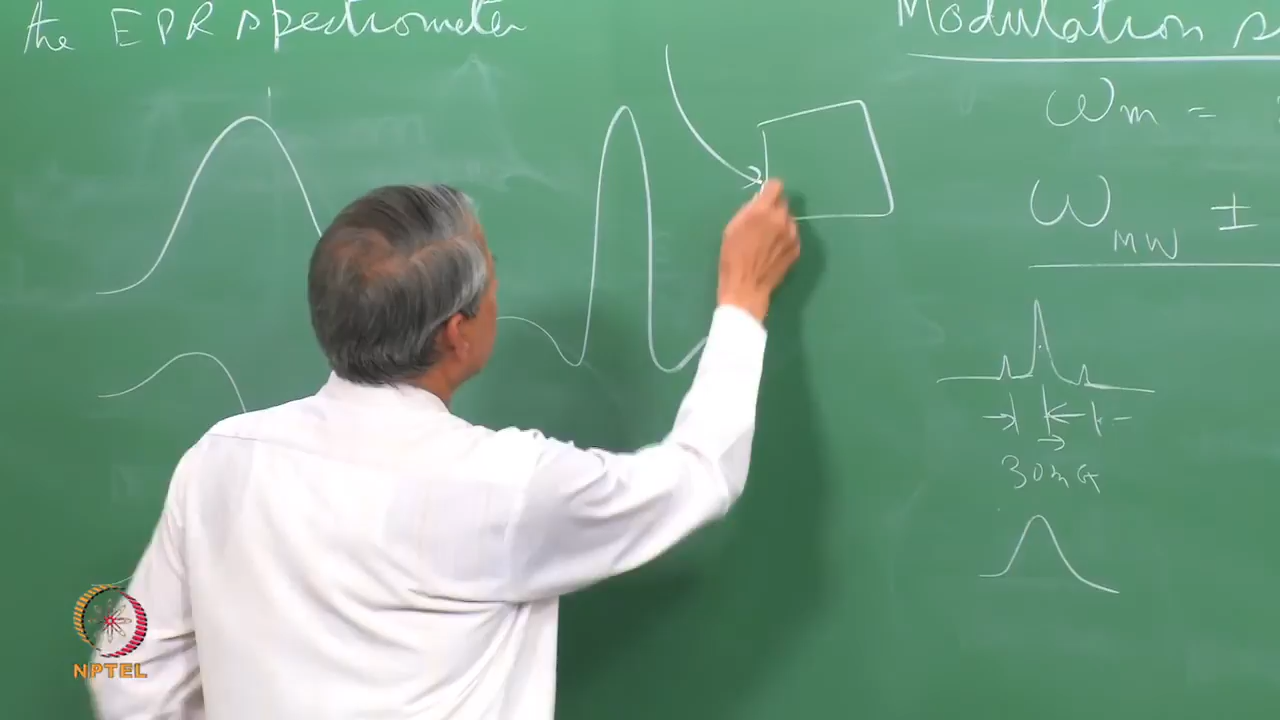 the EPR spectrometer
Modulation s
ωm =
ωMW ±
30mG
NPTEL